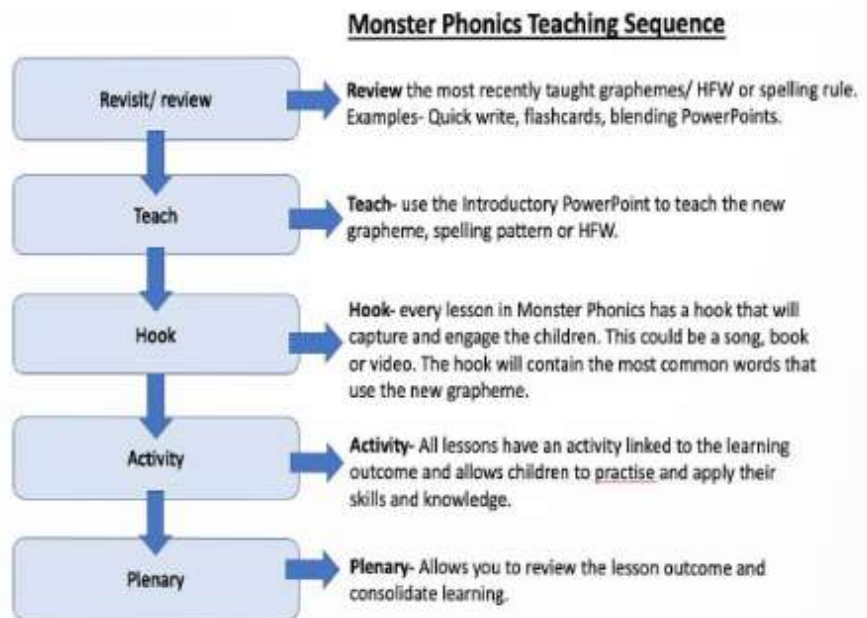 Monster Phonics Teaching Sequence
Revisit/ review
Review the most recently taught graphemes/ HFW or spelling rule.
Examples- Quick write, flashcards, blending PowerPoints.
Teach
Teach- use the Introductory PowerPoint to teach the new
grapheme, spelling pattern or HFW.
Hook
Hook- every lesson in Monster Phonics has a hook that will
capture and engage the children. This could be a song, book
or video. The hook will contain the most common words that
use the new grapheme.
Activity
Activity- All lessons have an activity linked to the learning
outcome and allows children to practise and apply their
skills and knowledge.
Plenary
Plenary- Allows you to review the lesson outcome and
consolidate learning.